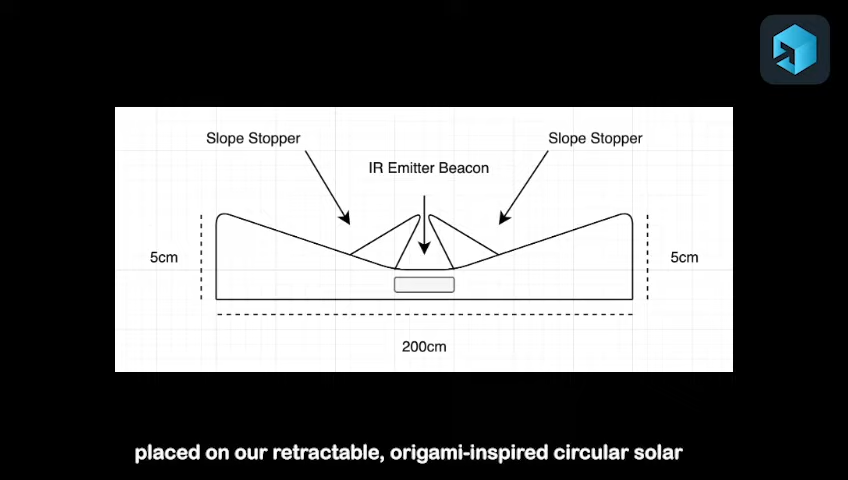 Slope Stopper
Slope Stopper
IR Emitter Beacon
5cm
5cm
200cm
placed on our retractable, origami-inspired circular solar